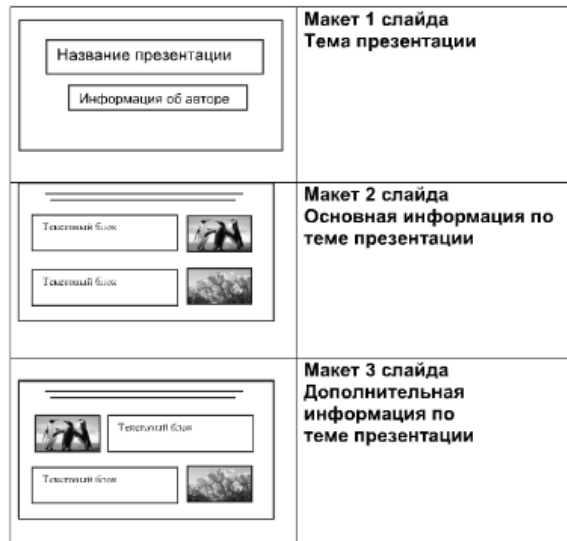 Название презентации
Информация об авторе
Макет 1 слайда
Тема презентации
Текстовый блок
Текстовый блок
Макет 2 слайда
Основная информация по
теме презентации
Текстовый блок
Текстовый блок
Макет 3 слайда
Дополнительная
информация по
теме презентации